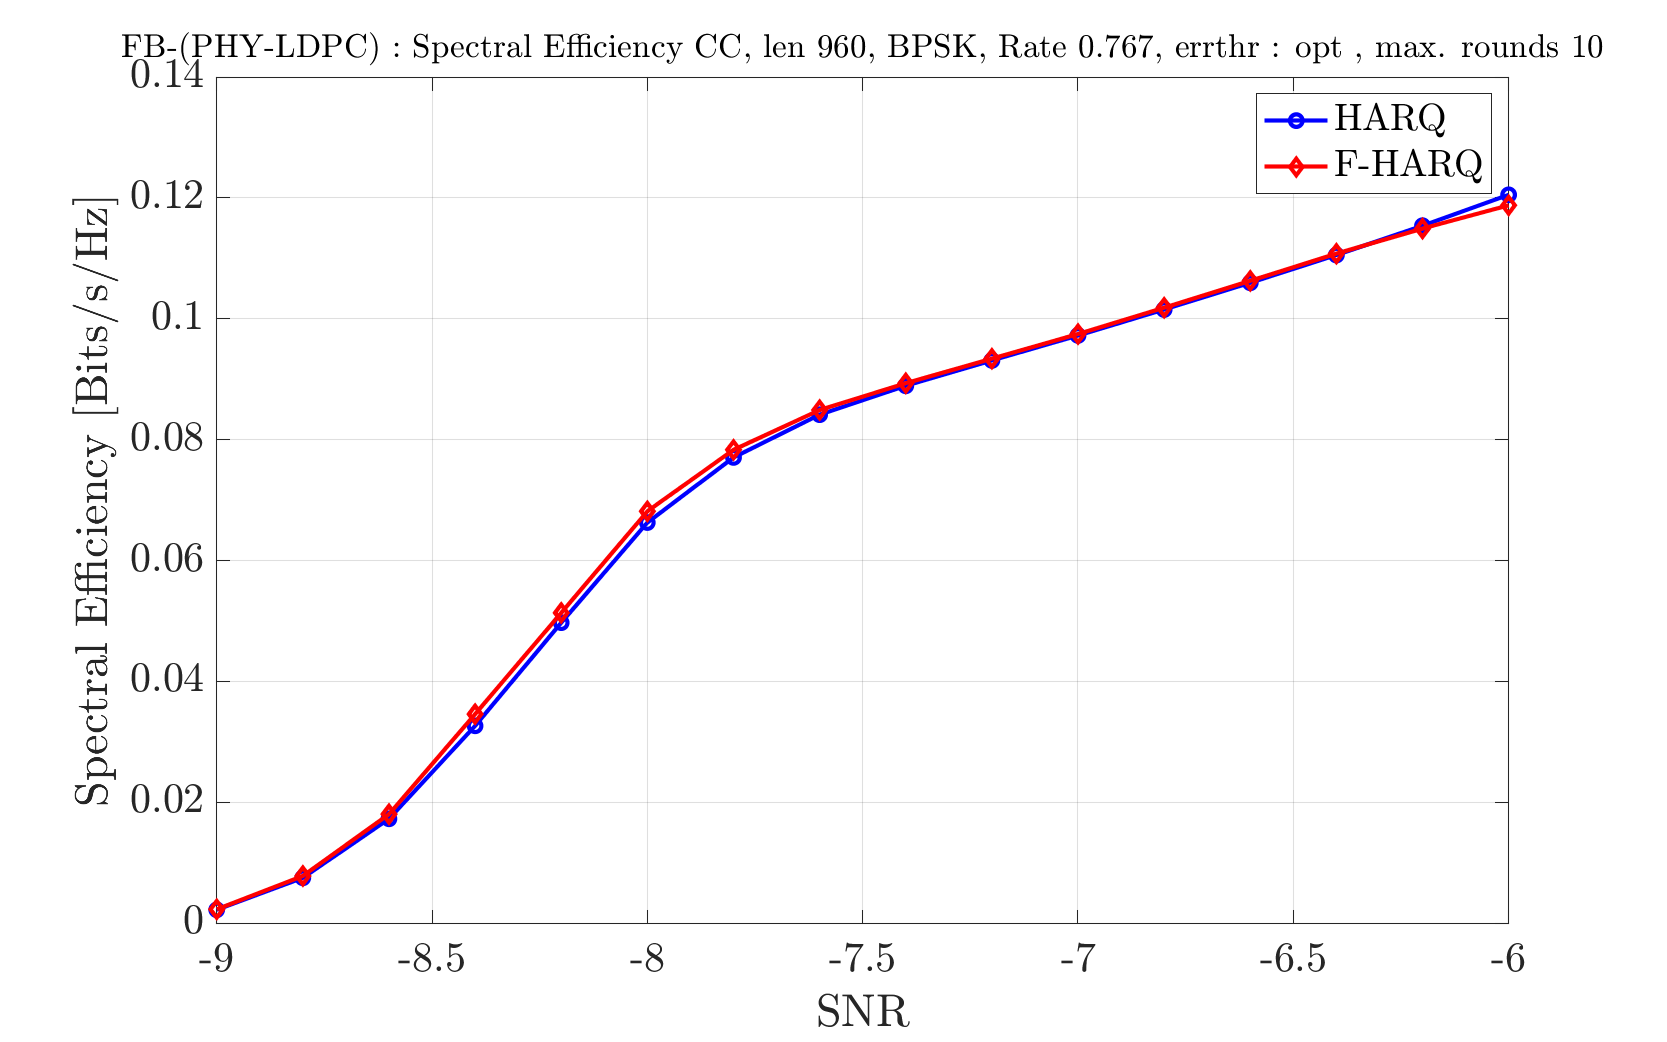 FB-(PHY-LDPC) : Spectral Efficiency CC, len 960, BPSK, Rate 0.767, errthr : opt , max. rounds 10
HARQ
F-HARQ
Spectral Efficiency [Bits/s/Hz]
0.14
0.12
0.1
0.08
0.06
0.04
0.02
0
-9 -8.5 -8 -7.5 -7 -6.5 -6
SNR